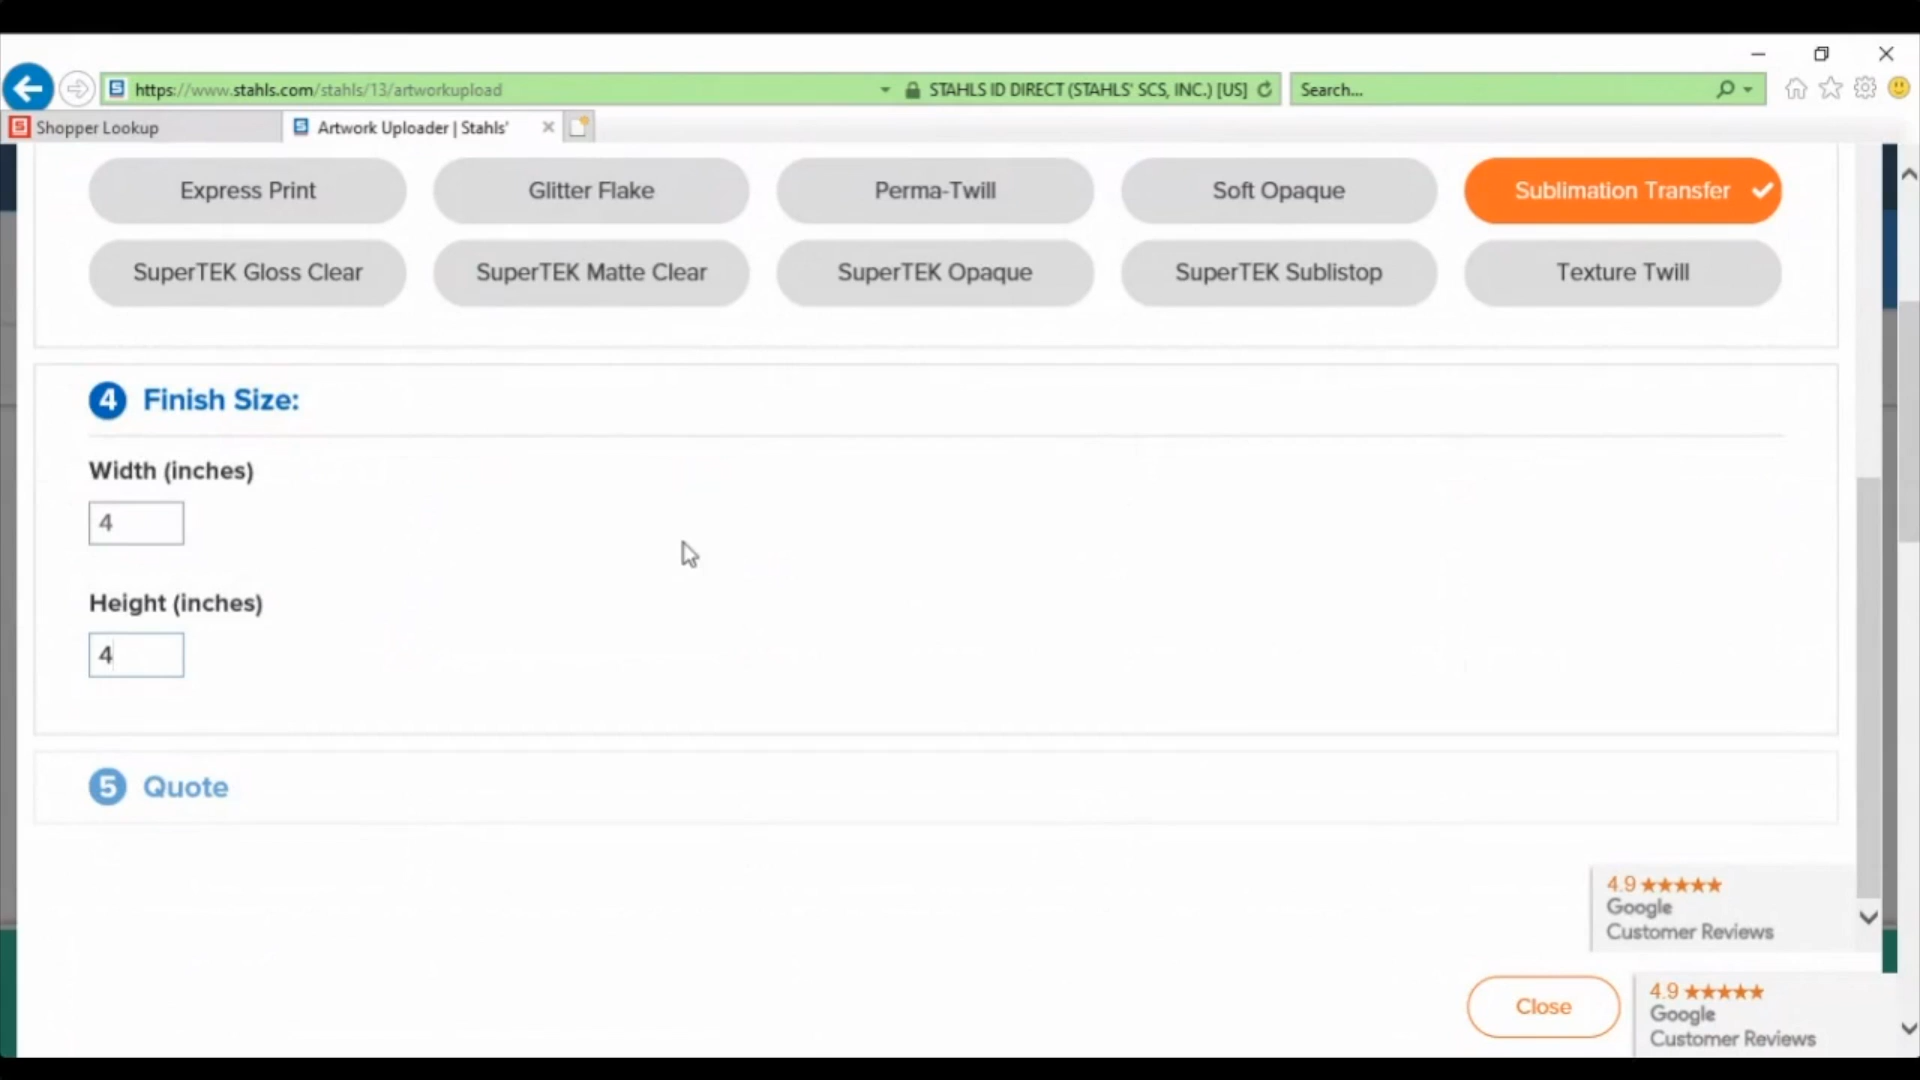 https://www.stahls.com/stahls/13/artworkupload
STAHLS ID DIRECT (STAHLS' SCS, INC.) [US]
Search...
S Shopper Lookup
S Artwork Uploader | Stahls'
Express Print
Glitter Flake
Perma-Twill
Soft Opaque
Sublimation Transfer
SuperTEK Gloss Clear
SuperTEK Matte Clear
SuperTEK Opaque
SuperTEK Sublistop
Texture Twill
4 Finish Size:
Width (inches)
4
Height (inches)
4
5 Quote
4.9 ★★★★★
Google
Customer Reviews
Close
4.9 ★★★★★
Google
Customer Reviews